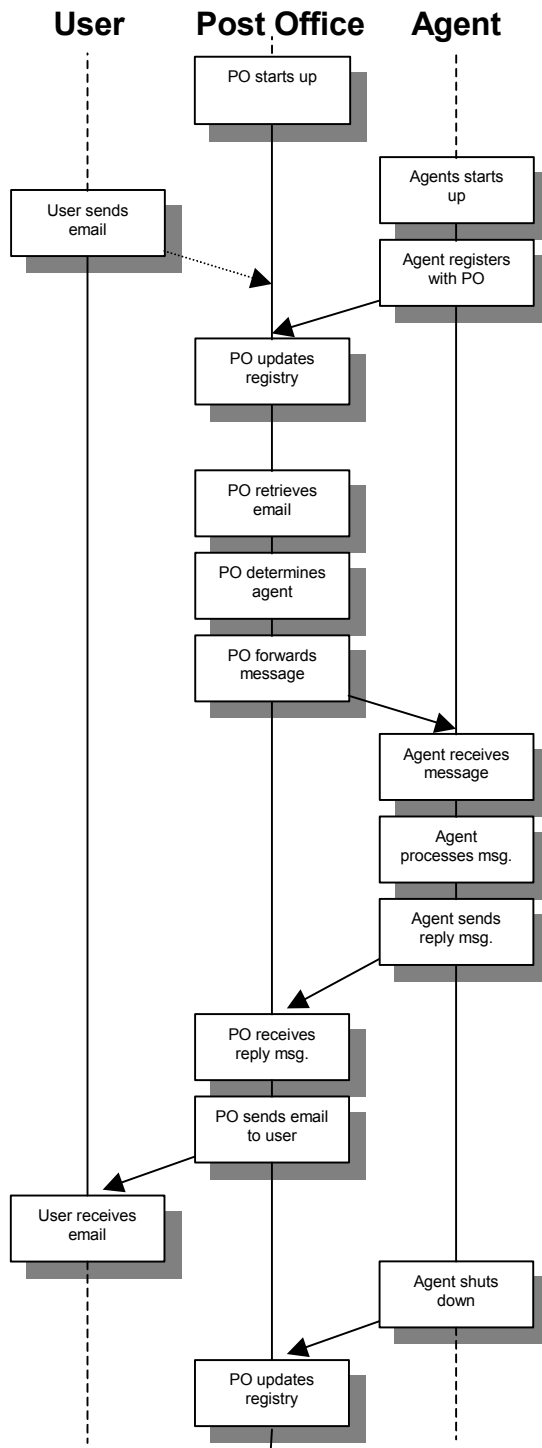 User Post Office Agent
PO starts up
Agents starts
up
User sends
email
Agent registers
with PO
PO updates
registry
PO retrieves
email
PO determines
agent
PO forwards
message
Agent receives
message
Agent
processes msg.
Agent sends
reply msg.
PO receives
reply msg.
PO sends email
to user
User receives
email
Agent shuts
down
PO updates
registry